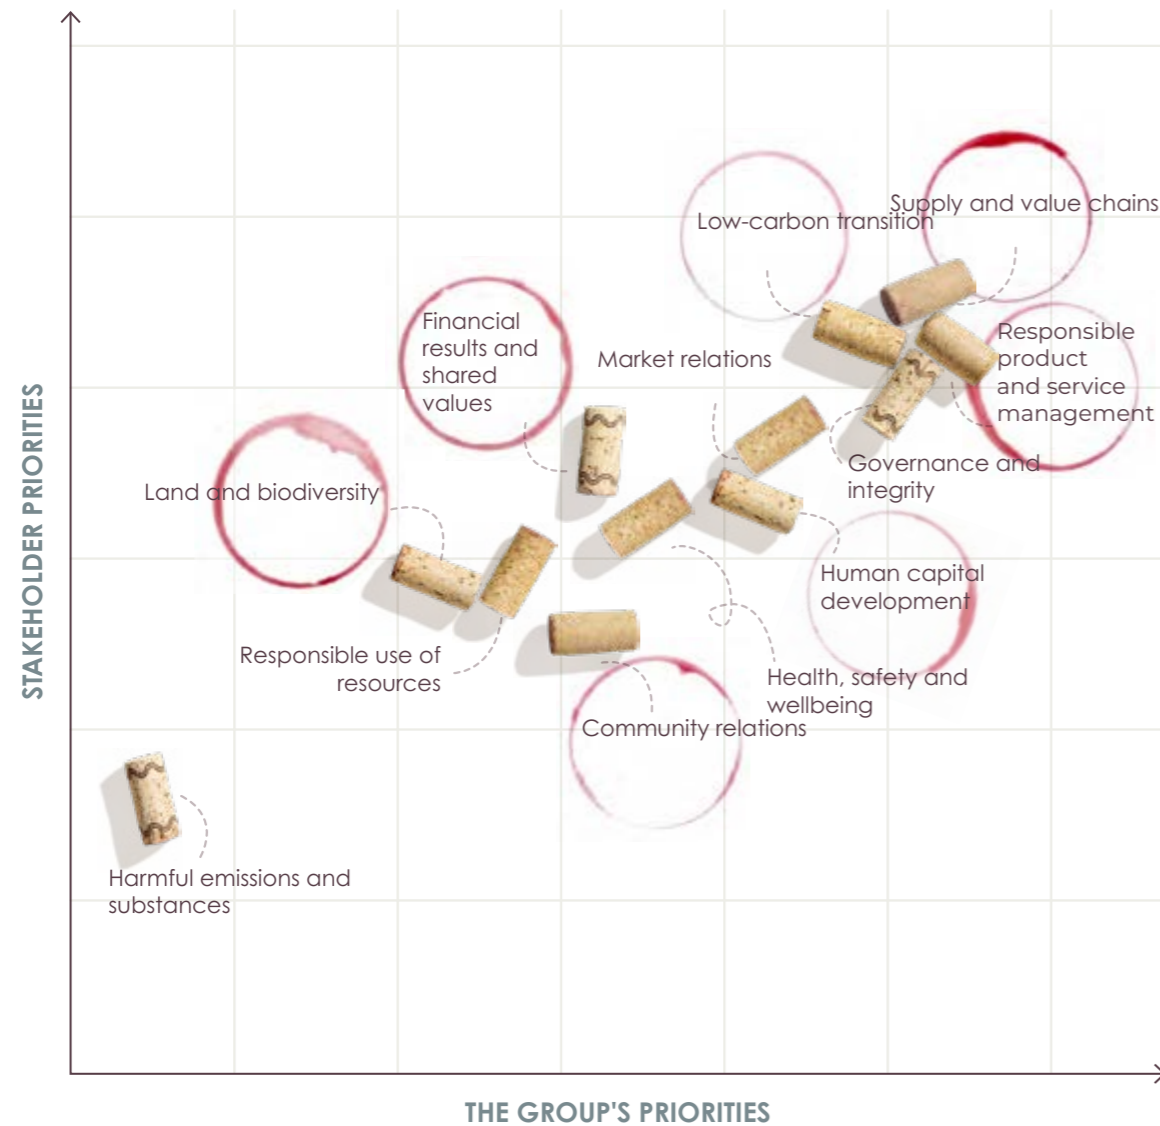 STAKEHOLDER PRIORITIES
Supply and value chains
Low-carbon transition
Financial
results and
shared
values
Market relations
Responsible
product
and service
management
Land and biodiversity
Governance and
integrity
Human capital
development
Responsible use of
resources
Health, safety and
wellbeing
Community relations
Harmful emissions and
substances
THE GROUP'S PRIORITIES